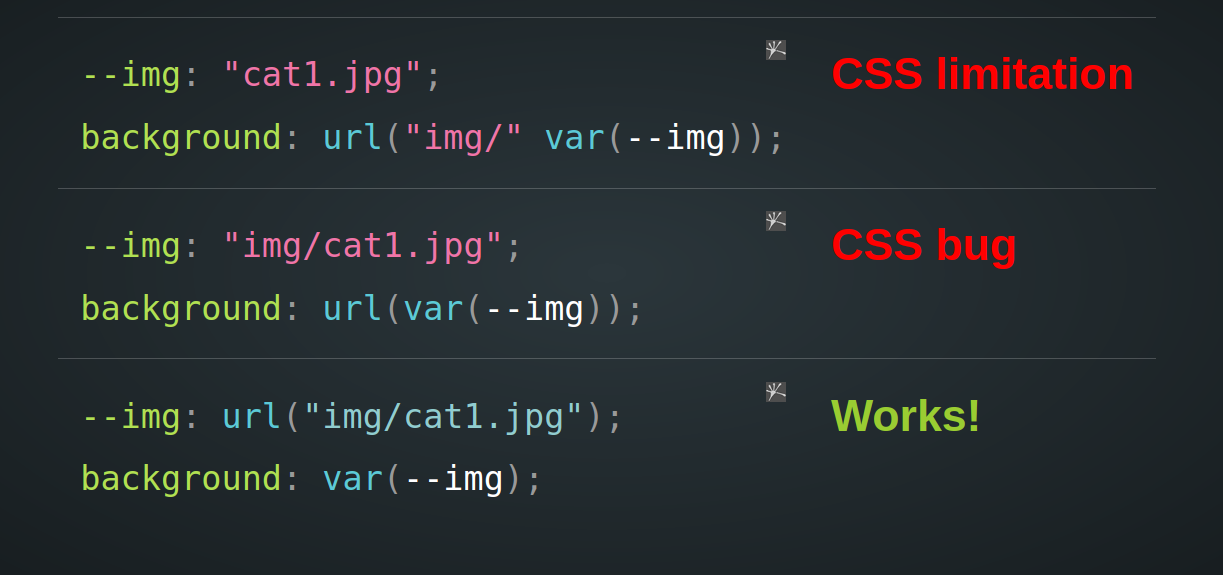 --img: "cat1.jpg";
CSS limitation
background: url("img/" var(--img));
--img: "img/cat1.jpg";
CSS bug
background: url(var(--img));
--img: url("img/cat1.jpg");
Works!
background: var(--img);